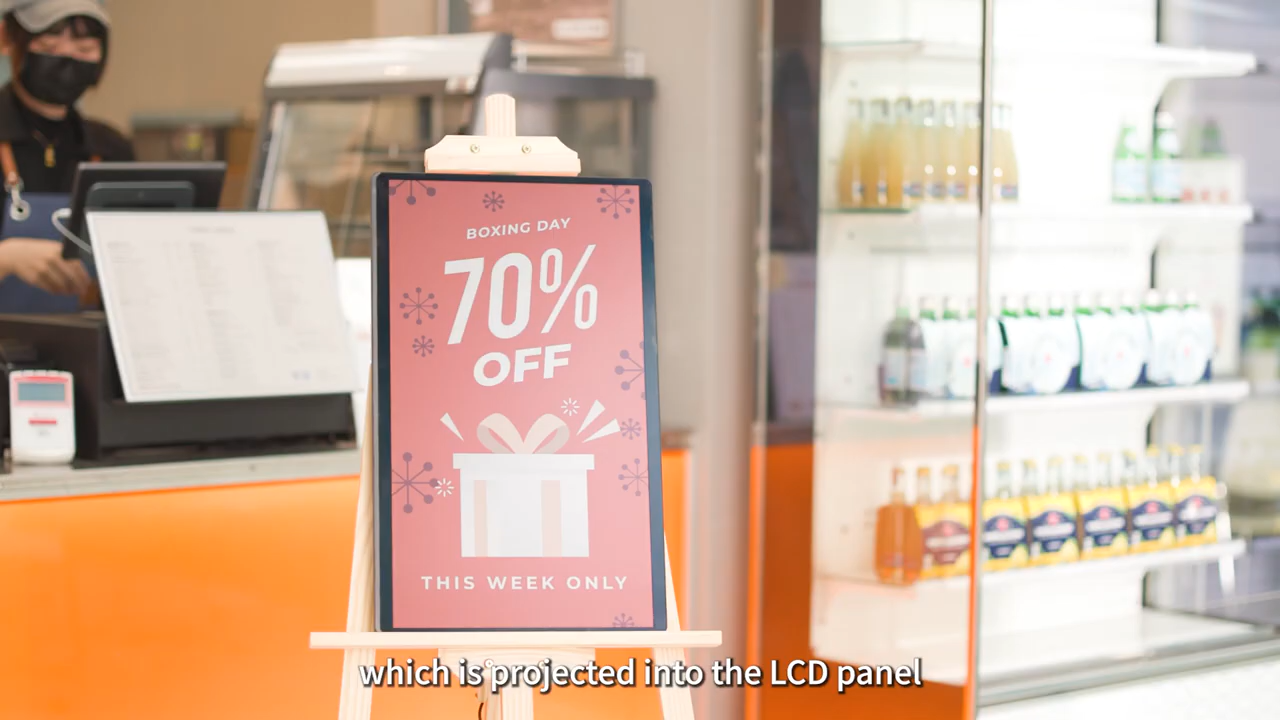 BOXING DAY
70%
OFF
THIS WEEK ONLY
which is projected into the LCD panel